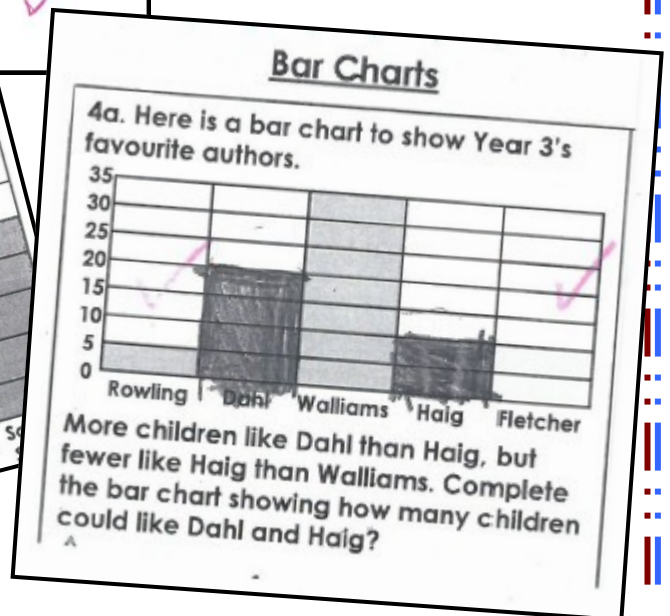 Bar Charts
4a. Here is a bar chart to show Year 3's
favourite authors.
35
30
25
20
15
10
5
0
Rowling Dahl Walliams Haig Fletcher
More children like Dahl than Haig, but
fewer like Haig than Walliams. Complete
the bar chart showing how many children
could like Dahl and Haig?